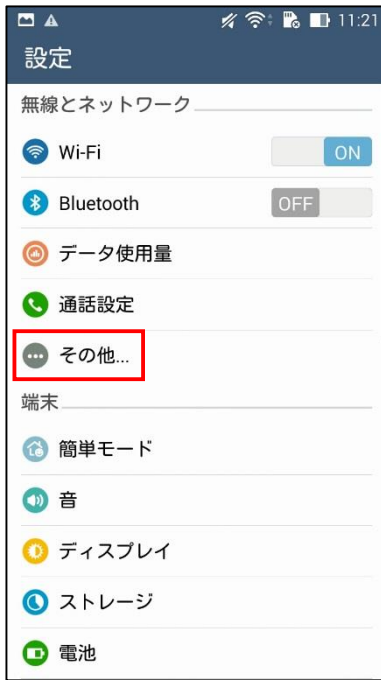 11:21
設定
無線とネットワーク
Wi-Fi ON
Bluetooth OFF
データ使用量
通話設定
その他...
端末
簡単モード
音
ディスプレイ
ストレージ
電池